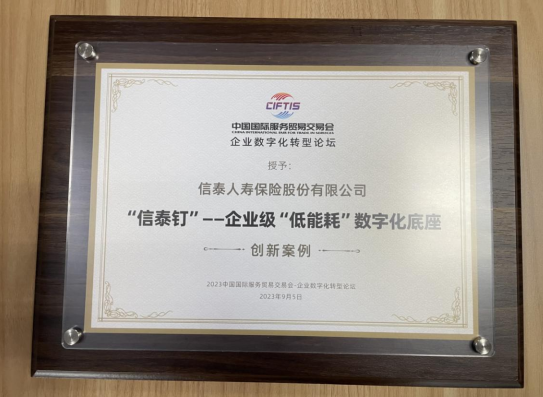 CIFTIS
中国国际服务贸易交易会
CHINA INTERNATIONAL FAIR FOR TRADE IN SERVICES
企业数字化转型论坛
授予:
信泰人寿保险股份有限公司
“信泰钉”——企业级“低能耗”数字化底座
创新案例
2023中国国际服务贸易交易会-企业数字化转型论坛
2023年9月5日